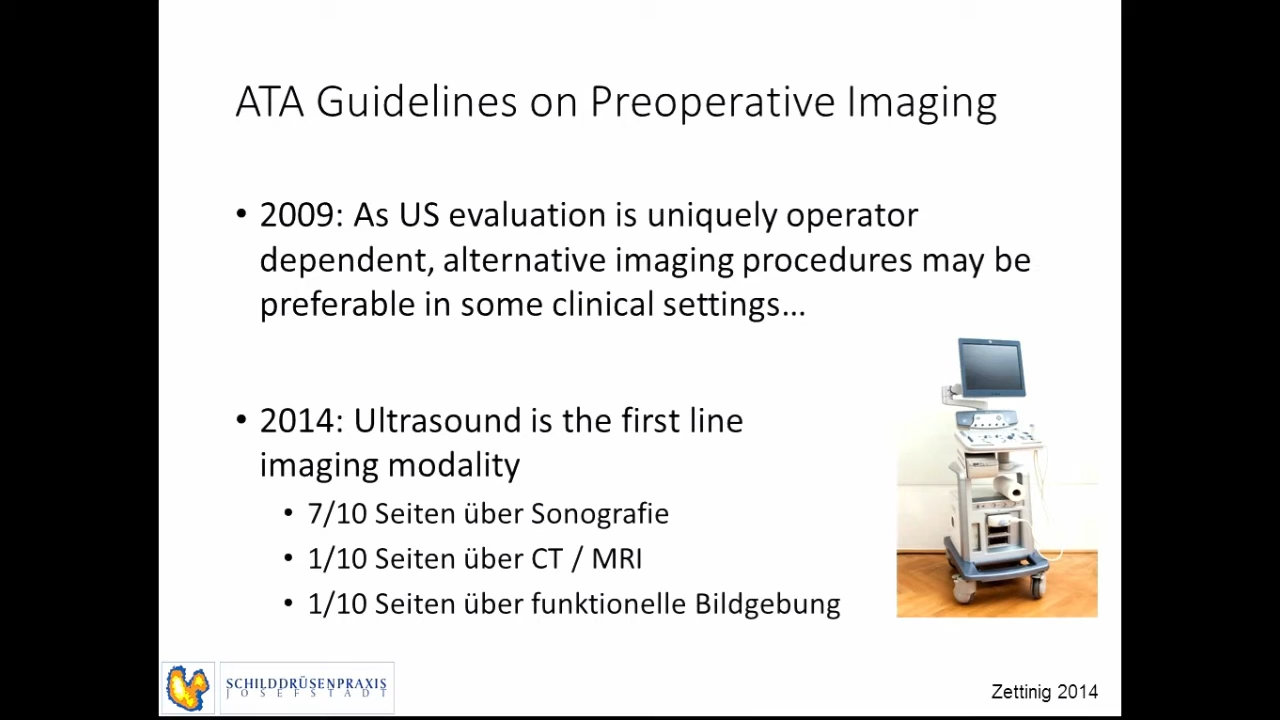 ATA Guidelines on Preoperative Imaging
• 2009: As US evaluation is uniquely operator
dependent, alternative imaging procedures may be
preferable in some clinical settings…
• 2014: Ultrasound is the first line
imaging modality
• 7/10 Seiten über Sonografie
• 1/10 Seiten über CT / MRI
• 1/10 Seiten über funktionelle Bildgebung
SCHILDDRÜSENPRAXIS
JOSEFSTADT
Zettinig 2014